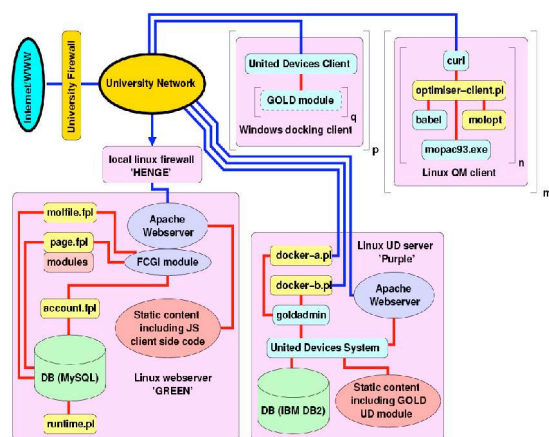 Internet/WWW
University Firewall
University Network
United Devices Client
GOLD module
q
Windows docking client
p
curl
optimiser-client.pl
babel
molopt
mopac93.exe
n
Linux QM client
m
local linux firewall
'HENGE'
molfile.fpl
page.fpl
modules
Apache
Webserver
FCGI module
account.fpl
Static content
including JS
client side code
DB (MySQL)
Linux webserver
'GREEN'
runtime.pl
docker-a.pl
Linux UD server
'Purple'
docker-b.pl
goldadmin
Apache
Webserver
United Devices System
DB (IBM DB2)
Static content
including GOLD
UD module